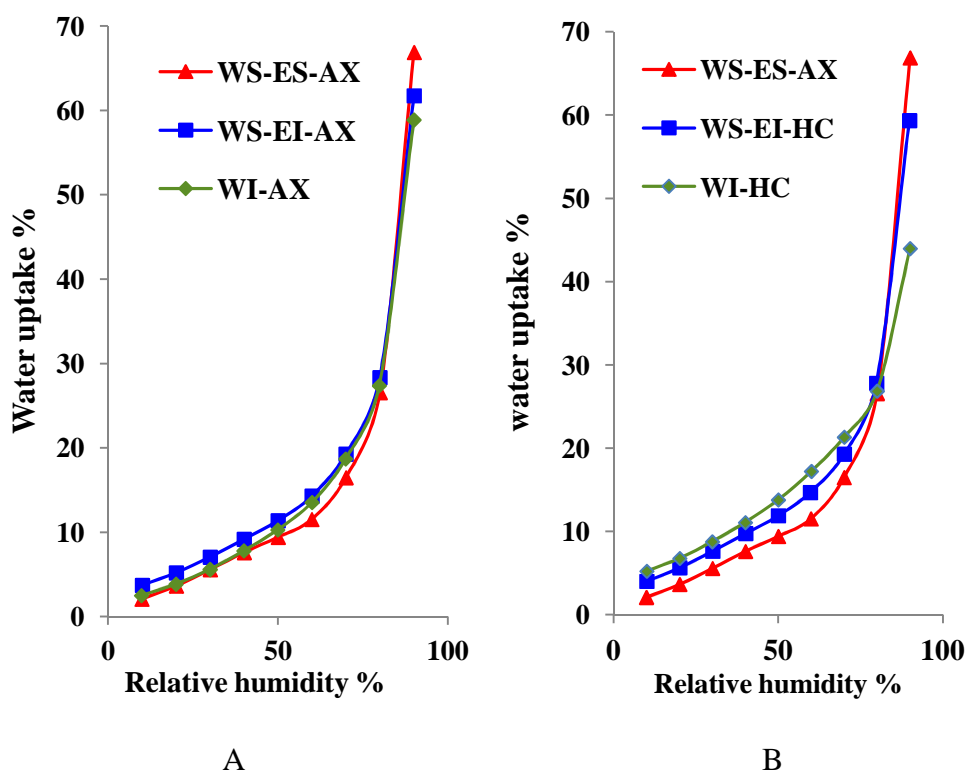 70
60
50
40
30
20
10
0
Water uptake %
WS-ES-AX
WS-EI-AX
WI-AX
0 50 100
Relative humidity %
A
70
60
50
40
30
20
10
0
water uptake %
WS-ES-AX
WS-EI-HC
WI-HC
0 50 100
Relative humidity %
B